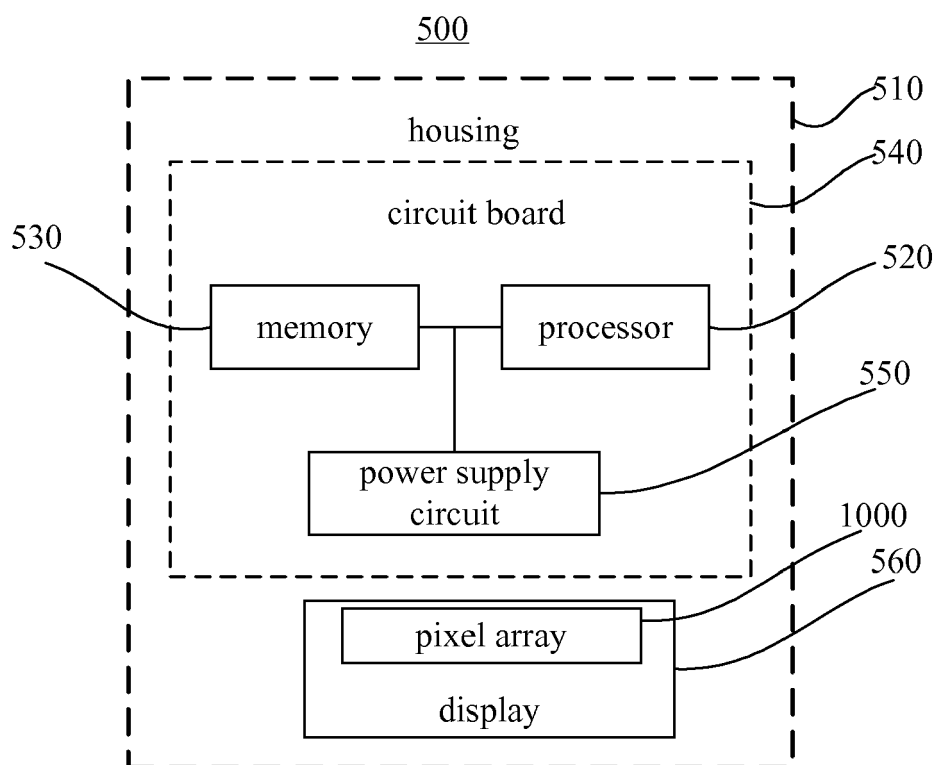 500
510
housing
540
circuit board
530
520
memory
processor
550
power supply
circuit
1000
560
pixel array
display